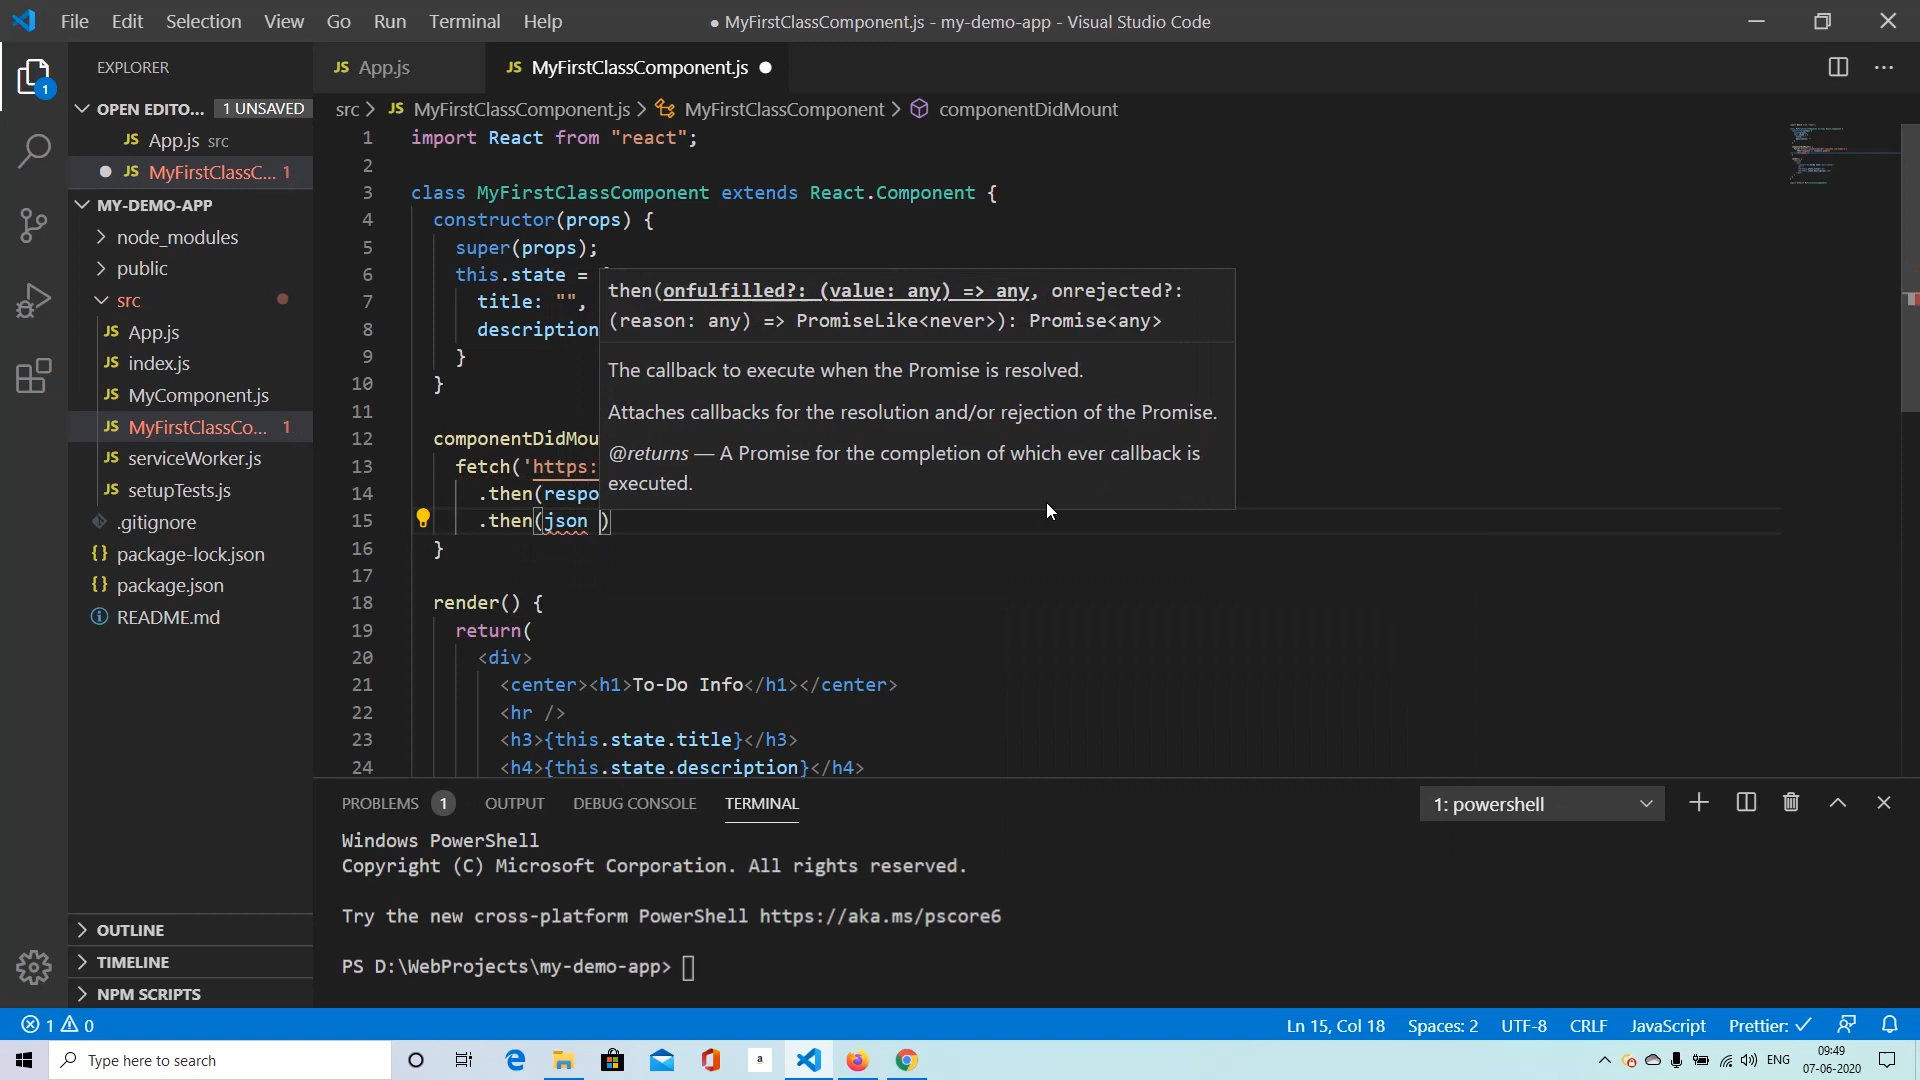 File Edit Selection View Go Run Terminal Help
● MyFirstClassComponent.js - my-demo-app - Visual Studio Code
EXPLORER
OPEN EDITO... 1 UNSAVED
JS App.js src
JS MyFirstClassC... 1
MY-DEMO-APP
node_modules
public
src
JS App.js
JS index.js
JS MyComponent.js
JS MyFirstClassCo... 1
JS serviceWorker.js
JS setupTests.js
.gitignore
{} package-lock.json
{} package.json
README.md
OUTLINE
TIMELINE
NPM SCRIPTS
1
JS App.js
JS MyFirstClassComponent.js
src > JS MyFirstClassComponent.js > MyFirstClassComponent > componentDidMount
1 import React from "react";
2
3 class MyFirstClassComponent extends React.Component {
4 constructor(props) {
5 super(props);
6 this.state = {
7 title: "",
8 description
9 }
10 }
11
12 componentDidMou
13 fetch('https:
14 .then(respo
15 .then(json )
16 }
17
18 render() {
19 return(
20 <div>
21 <center><h1>To-Do Info</h1></center>
22 <hr />
23 <h3>{this.state.title}</h3>
24 <h4>{this.state.description}</h4>
then(onfulfilled?: (value: any) => any, onrejected?:
(reason: any) => PromiseLike<never>): Promise<any>
The callback to execute when the Promise is resolved.
Attaches callbacks for the resolution and/or rejection of the Promise.
@returns — A Promise for the completion of which ever callback is
executed.
PROBLEMS 1 OUTPUT DEBUG CONSOLE TERMINAL
1: powershell
Windows PowerShell
Copyright (C) Microsoft Corporation. All rights reserved.
Try the new cross-platform PowerShell https://aka.ms/pscore6
PS D:\WebProjects\my-demo-app>
1 0
Ln 15, Col 18 Spaces: 2 UTF-8 CRLF JavaScript Prettier: ✓
Type here to search
a
ENG
09:49
07-06-2020